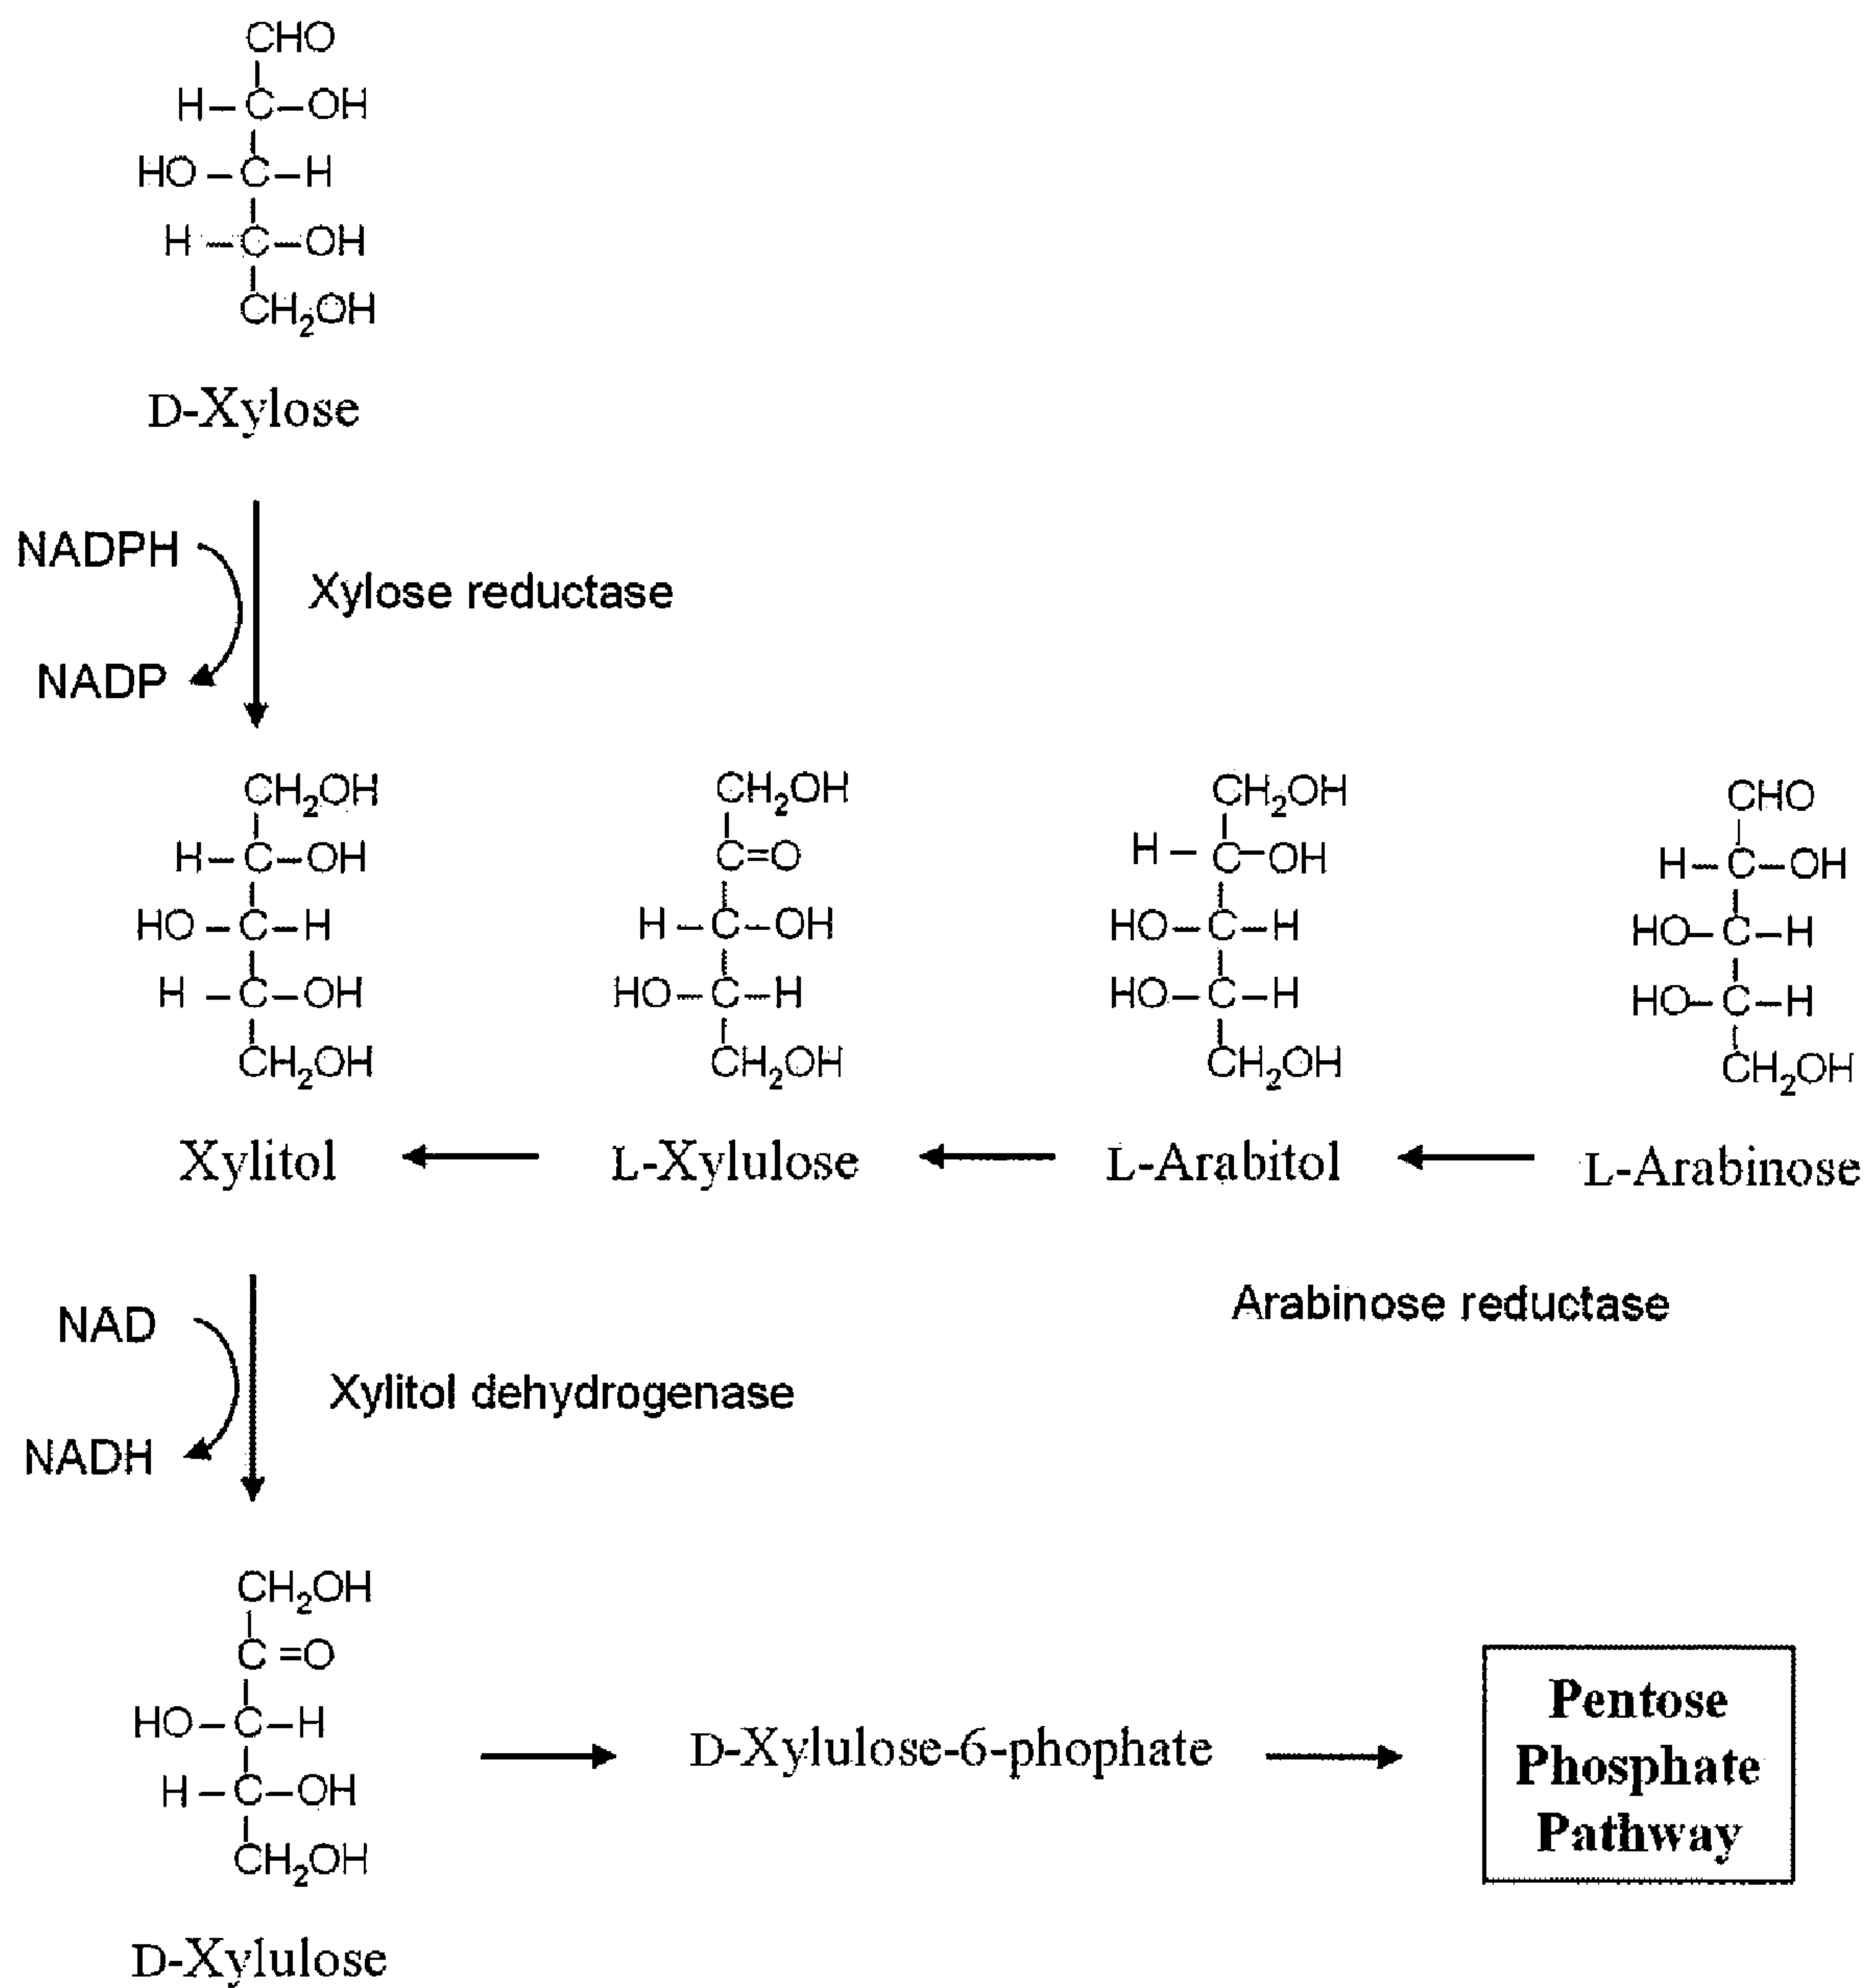 CHO
H–C–OH
HO–C–H
H–C–OH
CH₂OH
D-Xylose
NADPH
Xylose reductase
NADP
CH₂OH
H–C–OH
HO–C–H
H–C–OH
CH₂OH
Xylitol
CH₂OH
C=O
H–C–OH
HO–C–H
CH₂OH
L-Xylulose
CH₂OH
H–C–OH
HO–C–H
HO–C–H
CH₂OH
L-Arabitol
CHO
H–C–OH
HO–C–H
HO–C–H
CH₂OH
L-Arabinose
Arabinose reductase
NAD
Xylitol dehydrogenase
NADH
CH₂OH
C=O
HO–C–H
H–C–OH
CH₂OH
D-Xylulose
D-Xylulose-6-phophate
Pentose
Phosphate
Pathway